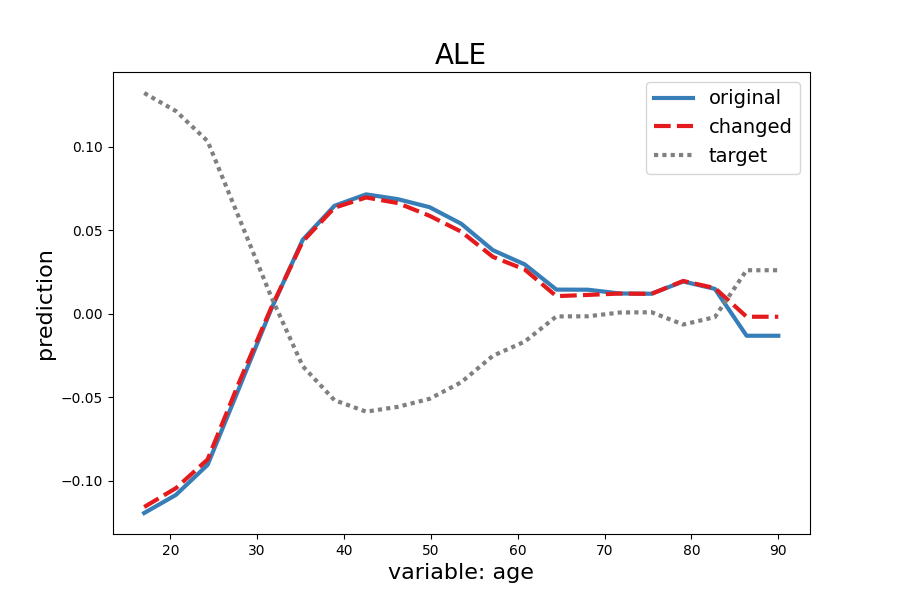 ALE
original
changed
target
prediction
0.10
0.05
0.00
−0.05
−0.10
20 30 40 50 60 70 80 90
variable: age